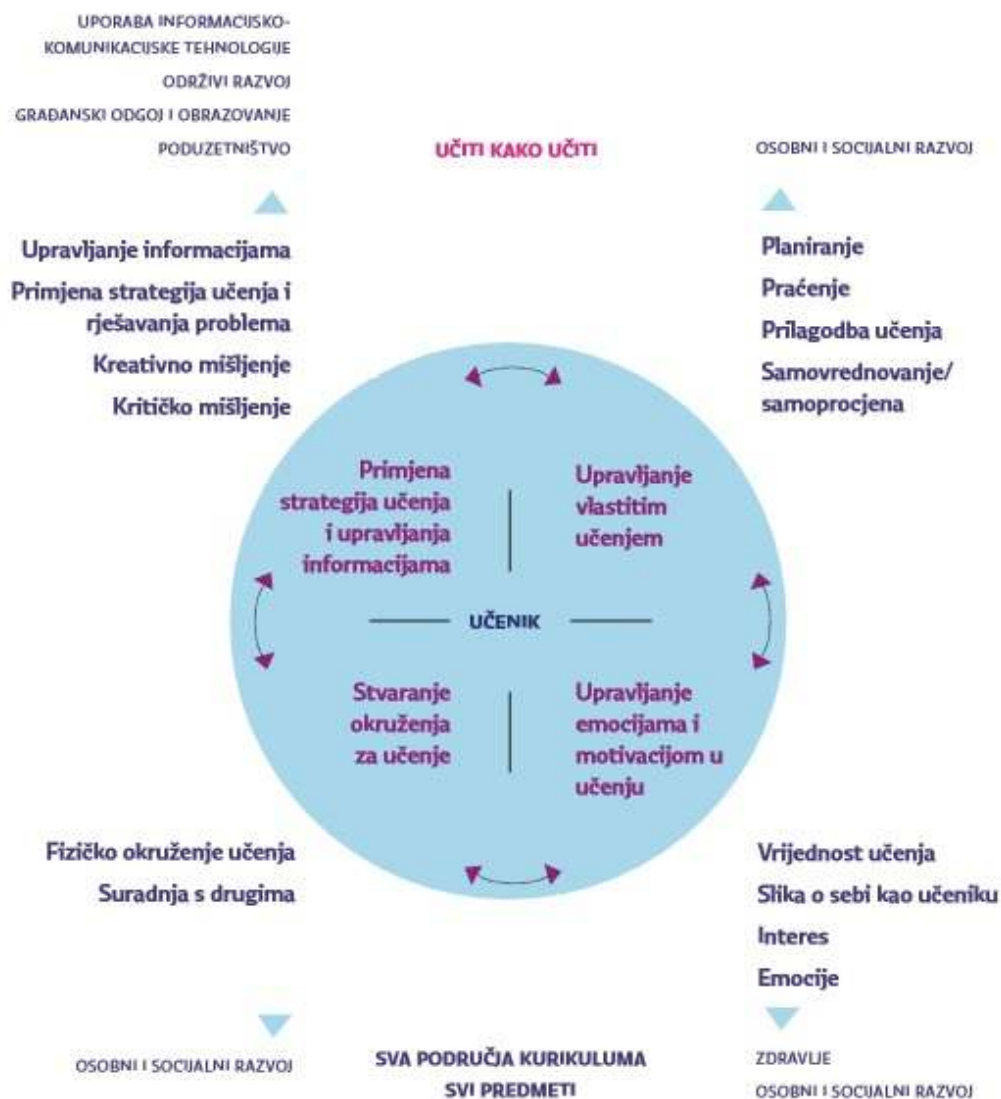 UPORABA INFORMACIJSKO-
KOMUNIKACIJSKE TEHNOLOGIJE
ODRŽIVI RAZVOJ
GRAĐANSKI ODGOJ I OBRAZOVANJE
PODUZETNIŠTVO
UČITI KAKO UČITI
OSOBNI I SOCIJALNI RAZVOJ
Upravljanje informacijama
Primjena strategija učenja i
rješavanja problema
Kreativno mišljenje
Kritičko mišljenje
Planiranje
Praćenje
Prilagodba učenja
Samovrednovanje/
samoprocjena
Primjena
strategija učenja
i upravljanja
informacijama
Upravljanje
vlastitim
učenjem
UČENIK
Stvaranje
okruženja
za učenje
Upravljanje
emocijama i
motivacijom u
učenju
Fizičko okruženje učenja
Suradnja s drugima
Vrijednost učenja
Slika o sebi kao učeniku
Interes
Emocije
OSOBNI I SOCIJALNI RAZVOJ
SVA PODRUČJA KURIKULUMA
SVI PREDMETI
ZDRAVLJE
OSOBNI I SOCIJALNI RAZVOJ